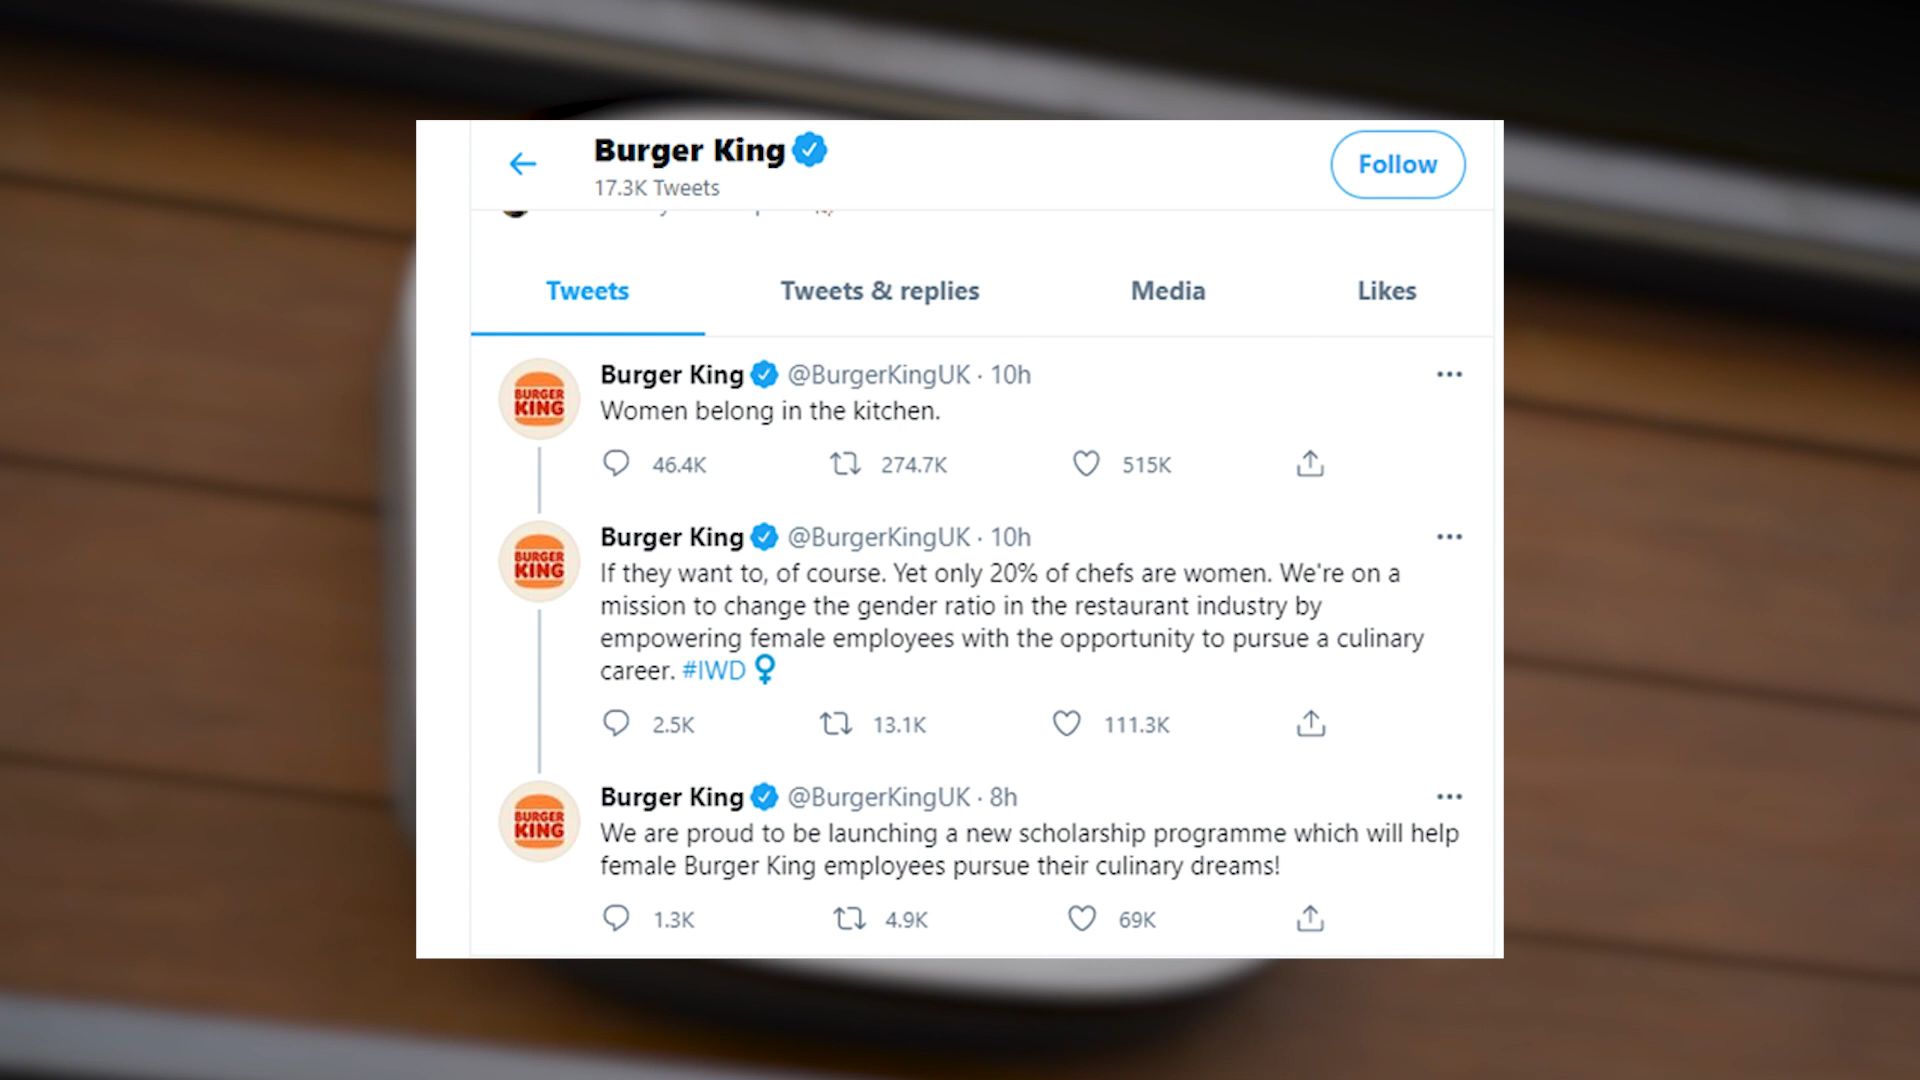 Burger King
17.3K Tweets
Follow
Tweets
Tweets & replies
Media
Likes
BURGER
KING
Burger King @BurgerKingUK · 10h
Women belong in the kitchen.
46.4K
274.7K
515K
BURGER
KING
Burger King @BurgerKingUK · 10h
If they want to, of course. Yet only 20% of chefs are women. We're on a
mission to change the gender ratio in the restaurant industry by
empowering female employees with the opportunity to pursue a culinary
career. #IWD
2.5K
13.1K
111.3K
BURGER
KING
Burger King @BurgerKingUK · 8h
We are proud to be launching a new scholarship programme which will help
female Burger King employees pursue their culinary dreams!
1.3K
4.9K
69K